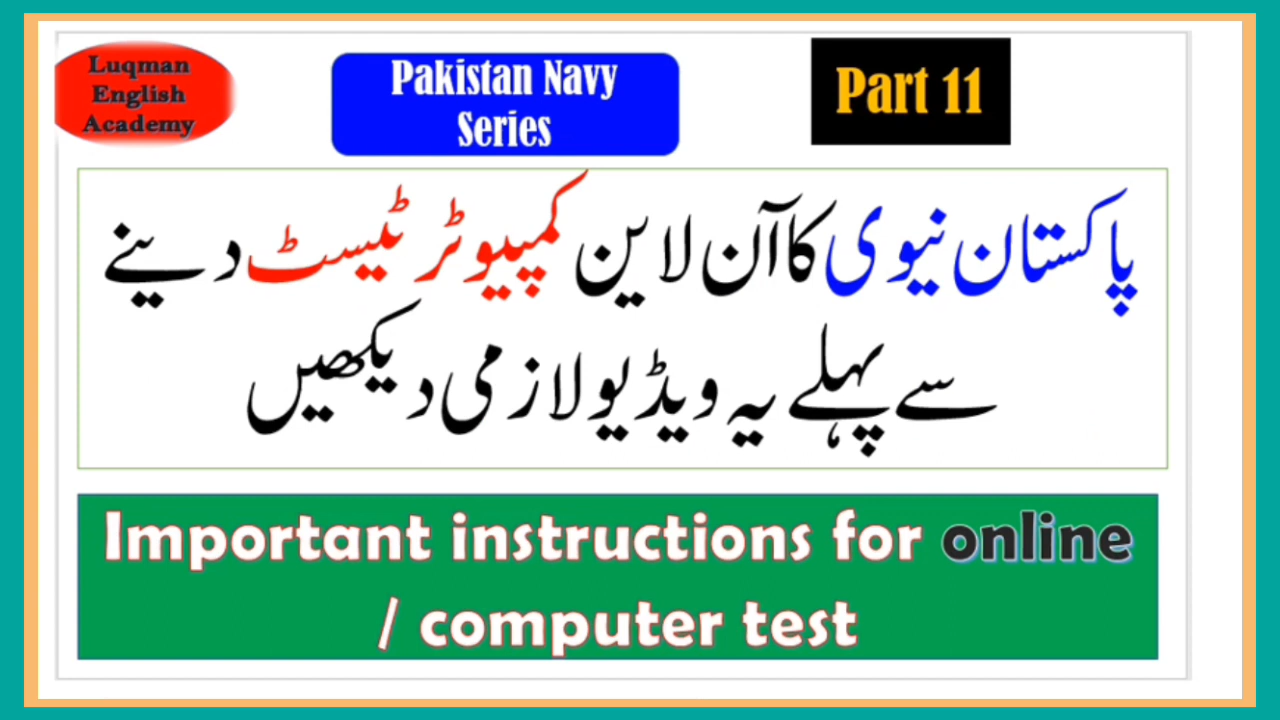 Luqman
English
Academy
Pakistan Navy
Series
Part 11
پاکستان نیوی کا آن لاین کمپیوٹر ٹیسٹ دینے
سے پہلے یہ ویڈیو لازمی دیکھیں
Important instructions for online
/ computer test